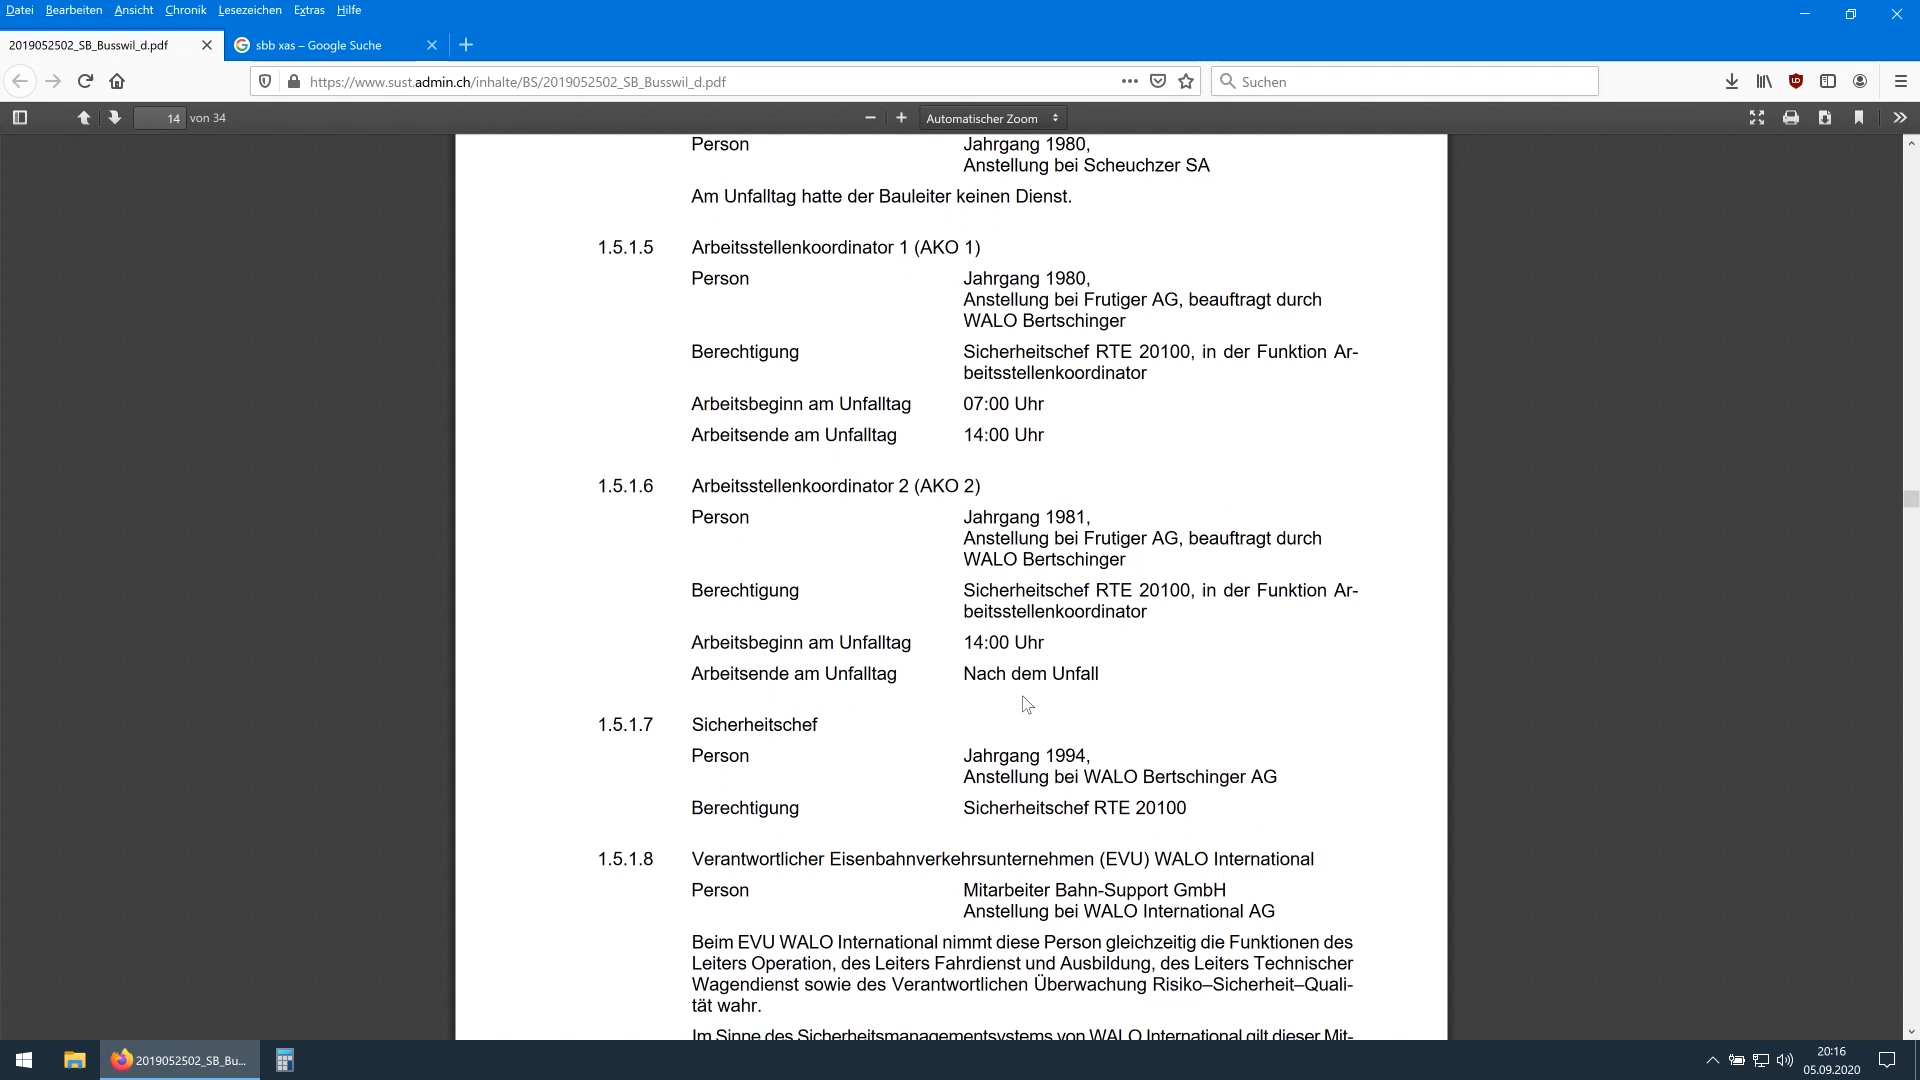 Datei Bearbeiten Ansicht Chronik Lesezeichen Extras Hilfe
2019052502_SB_Busswil_d.pdf
sbb xas – Google Suche
https://www.sust.admin.ch/inhalte/BS/2019052502_SB_Busswil_d.pdf
Suchen
14 von 34
Automatischer Zoom
Person Jahrgang 1980,
Anstellung bei Scheuchzer SA
Am Unfalltag hatte der Bauleiter keinen Dienst.
1.5.1.5 Arbeitsstellenkoordinator 1 (AKO 1)
Person Jahrgang 1980,
Anstellung bei Frutiger AG, beauftragt durch
WALO Bertschinger
Berechtigung Sicherheitschef RTE 20100, in der Funktion Ar-
beitsstellenkoordinator
Arbeitsbeginn am Unfalltag 07:00 Uhr
Arbeitsende am Unfalltag 14:00 Uhr
1.5.1.6 Arbeitsstellenkoordinator 2 (AKO 2)
Person Jahrgang 1981,
Anstellung bei Frutiger AG, beauftragt durch
WALO Bertschinger
Berechtigung Sicherheitschef RTE 20100, in der Funktion Ar-
beitsstellenkoordinator
Arbeitsbeginn am Unfalltag 14:00 Uhr
Arbeitsende am Unfalltag Nach dem Unfall
1.5.1.7 Sicherheitschef
Person Jahrgang 1994,
Anstellung bei WALO Bertschinger AG
Berechtigung Sicherheitschef RTE 20100
1.5.1.8 Verantwortlicher Eisenbahnverkehrsunternehmen (EVU) WALO International
Person Mitarbeiter Bahn-Support GmbH
Anstellung bei WALO International AG
Beim EVU WALO International nimmt diese Person gleichzeitig die Funktionen des
Leiters Operation, des Leiters Fahrdienst und Ausbildung, des Leiters Technischer
Wagendienst sowie des Verantwortlichen Überwachung Risiko–Sicherheit–Quali-
tät wahr.
Im Sinne des Sicherheitsmanagementsystems von WALO International gilt dieser Mit-
2019052502_SB_Bu...
20:16
05.09.2020